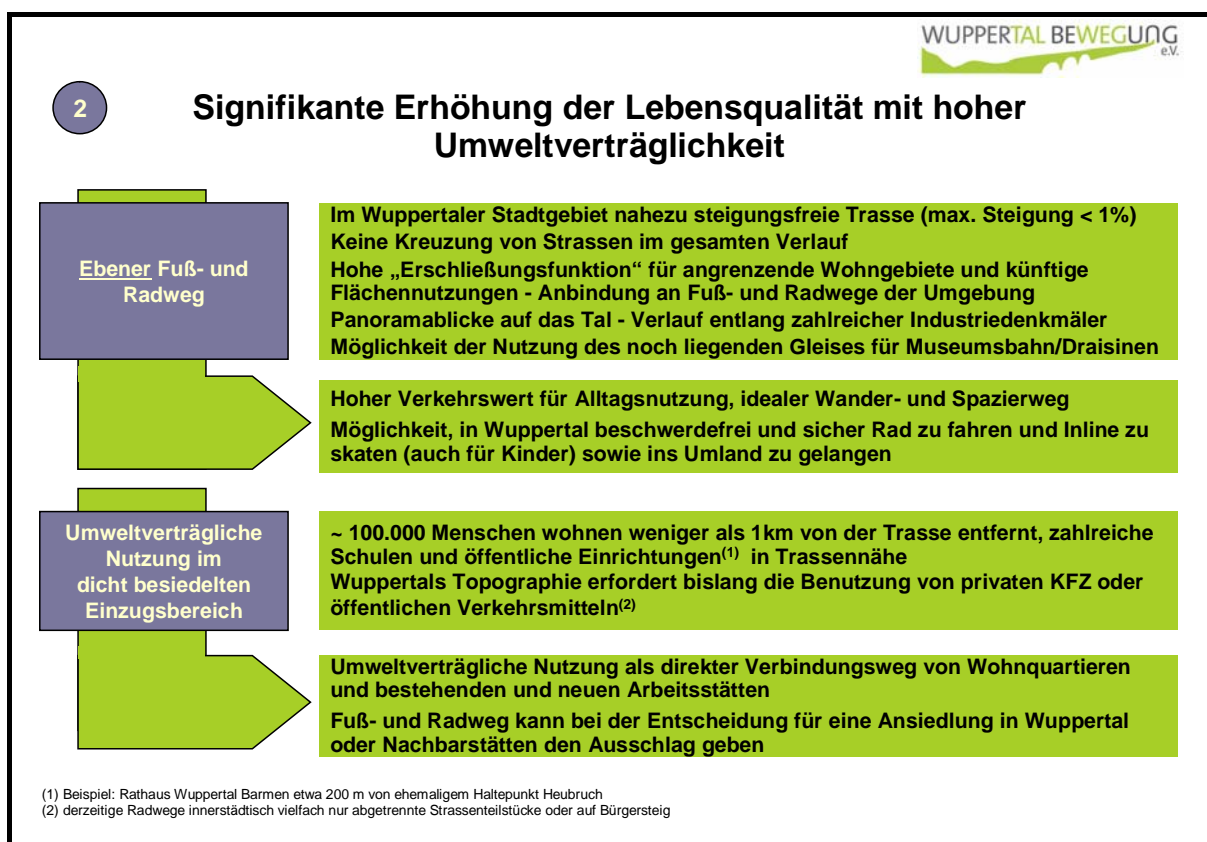 WUPPERTAL BEWEGUNG
e.V.
2
Signifikante Erhöhung der Lebensqualität mit hoher
Umweltverträglichkeit
Ebener Fuß- und
Radweg
Im Wuppertaler Stadtgebiet nahezu steigungsfreie Trasse (max. Steigung < 1%)
Keine Kreuzung von Strassen im gesamten Verlauf
Hohe „Erschließungsfunktion“ für angrenzende Wohngebiete und künftige
Flächennutzungen - Anbindung an Fuß- und Radwege der Umgebung
Panoramablicke auf das Tal - Verlauf entlang zahlreicher Industriedenkmäler
Möglichkeit der Nutzung des noch liegenden Gleises für Museumsbahn/Draisinen
Hoher Verkehrswert für Alltagsnutzung, idealer Wander- und Spazierweg
Möglichkeit, in Wuppertal beschwerdefrei und sicher Rad zu fahren und Inline zu
skaten (auch für Kinder) sowie ins Umland zu gelangen
Umweltverträgliche
Nutzung im
dicht besiedelten
Einzugsbereich
~ 100.000 Menschen wohnen weniger als 1km von der Trasse entfernt, zahlreiche
Schulen und öffentliche Einrichtungen(1) in Trassennähe
Wuppertals Topographie erfordert bislang die Benutzung von privaten KFZ oder
öffentlichen Verkehrsmitteln(2)
Umweltverträgliche Nutzung als direkter Verbindungsweg von Wohnquartieren
und bestehenden und neuen Arbeitsstätten
Fuß- und Radweg kann bei der Entscheidung für eine Ansiedlung in Wuppertal
oder Nachbarstätten den Ausschlag geben
(1) Beispiel: Rathaus Wuppertal Barmen etwa 200 m von ehemaligem Haltepunkt Heubruch
(2) derzeitige Radwege innerstädtisch vielfach nur abgetrennte Strassenteilstücke oder auf Bürgersteig